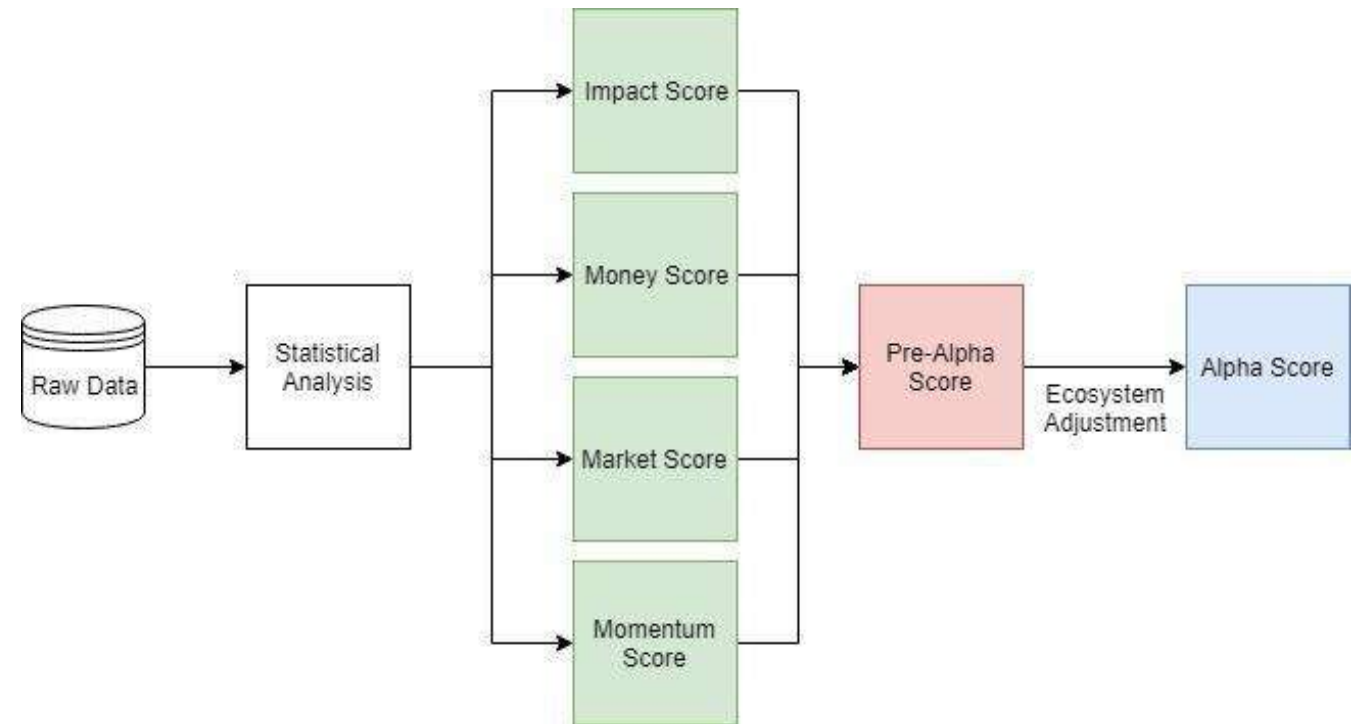 Impact Score
Money Score
Raw Data
Statistical
Analysis
Market Score
Momentum
Score
Pre-Alpha
Score
Ecosystem
Adjustment
Alpha Score